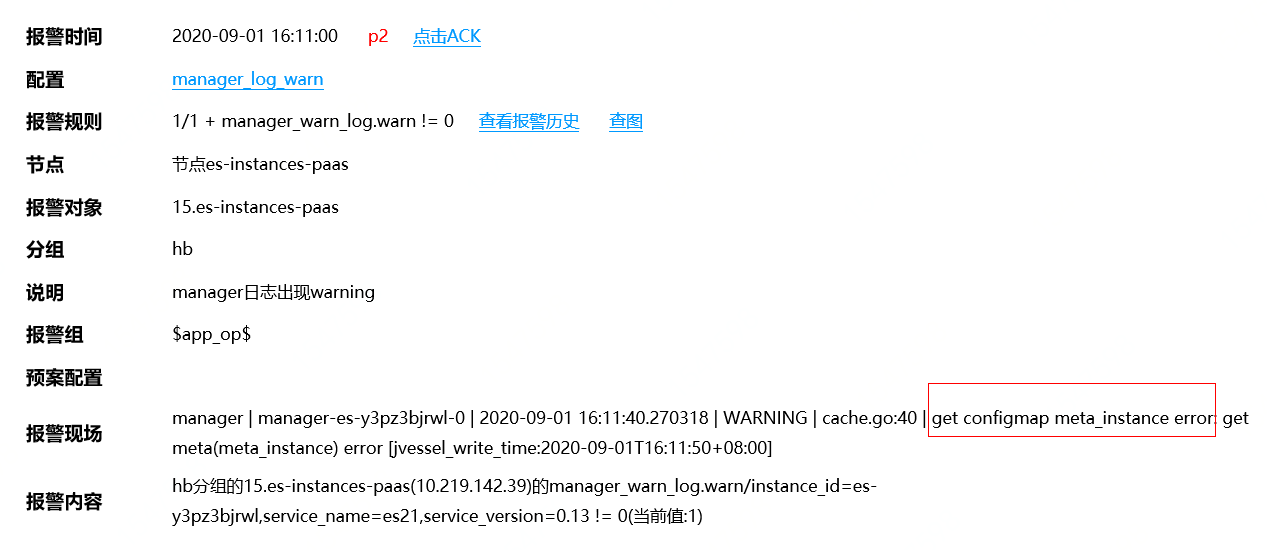 报警时间 2020-09-01 16:11:00 p2 点击ACK
配置 manager_log_warn
报警规则 1/1 + manager_warn_log.warn != 0 查看报警历史 查图
节点 节点es-instances-paas
报警对象 15.es-instances-paas
分组 hb
说明 manager日志出现warning
报警组 $app_op$
预案配置
报警现场 manager | manager-es-y3pz3bjrwl-0 | 2020-09-01 16:11:40.270318 | WARNING | cache.go:40 | get configmap meta_instance error: get
meta(meta_instance) error [jvessel_write_time:2020-09-01T16:11:50+08:00]
报警内容 hb分组的15.es-instances-paas(10.219.142.39)的manager_warn_log.warn/instance_id=es-
y3pz3bjrwl,service_name=es21,service_version=0.13 != 0(当前值:1)